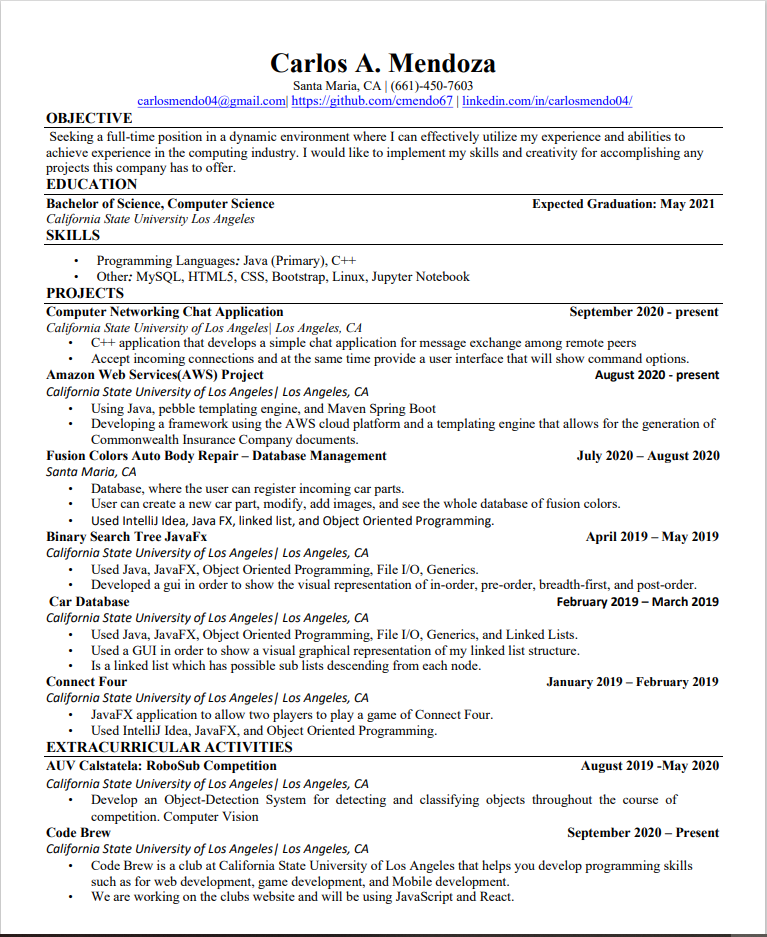 Carlos A. Mendoza
Santa Maria, CA | (661)-450-7603
carlosmendo04@gmail.com| https://github.com/cmendo67 | linkedin.com/in/carlosmendo04/
OBJECTIVE
Seeking a full-time position in a dynamic environment where I can effectively utilize my experience and abilities to
achieve experience in the computing industry. I would like to implement my skills and creativity for accomplishing any
projects this company has to offer.
EDUCATION
Bachelor of Science, Computer Science Expected Graduation: May 2021
California State University Los Angeles
SKILLS
• Programming Languages: Java (Primary), C++
• Other: MySQL, HTML5, CSS, Bootstrap, Linux, Jupyter Notebook
PROJECTS
Computer Networking Chat Application September 2020 - present
California State University of Los Angeles| Los Angeles, CA
• C++ application that develops a simple chat application for message exchange among remote peers
• Accept incoming connections and at the same time provide a user interface that will show command options.
Amazon Web Services(AWS) Project August 2020 - present
California State University of Los Angeles| Los Angeles, CA
• Using Java, pebble templating engine, and Maven Spring Boot
• Developing a framework using the AWS cloud platform and a templating engine that allows for the generation of
Commonwealth Insurance Company documents.
Fusion Colors Auto Body Repair – Database Management July 2020 – August 2020
Santa Maria, CA
• Database, where the user can register incoming car parts.
• User can create a new car part, modify, add images, and see the whole database of fusion colors.
• Used IntelliJ Idea, Java FX, linked list, and Object Oriented Programming.
Binary Search Tree JavaFx April 2019 – May 2019
California State University of Los Angeles| Los Angeles, CA
• Used Java, JavaFX, Object Oriented Programming, File I/O, Generics.
• Developed a gui in order to show the visual representation of in-order, pre-order, breadth-first, and post-order.
Car Database February 2019 – March 2019
California State University of Los Angeles| Los Angeles, CA
• Used Java, JavaFX, Object Oriented Programming, File I/O, Generics, and Linked Lists.
• Used a GUI in order to show a visual graphical representation of my linked list structure.
• Is a linked list which has possible sub lists descending from each node.
Connect Four January 2019 – February 2019
California State University of Los Angeles| Los Angeles, CA
• JavaFX application to allow two players to play a game of Connect Four.
• Used IntelliJ Idea, JavaFX, and Object Oriented Programming.
EXTRACURRICULAR ACTIVITIES
AUV Calstatela: RoboSub Competition August 2019 -May 2020
California State University of Los Angeles| Los Angeles, CA
• Develop an Object-Detection System for detecting and classifying objects throughout the course of
competition. Computer Vision
Code Brew September 2020 – Present
California State University of Los Angeles| Los Angeles, CA
• Code Brew is a club at California State University of Los Angeles that helps you develop programming skills
such as for web development, game development, and Mobile development.
• We are working on the clubs website and will be using JavaScript and React.